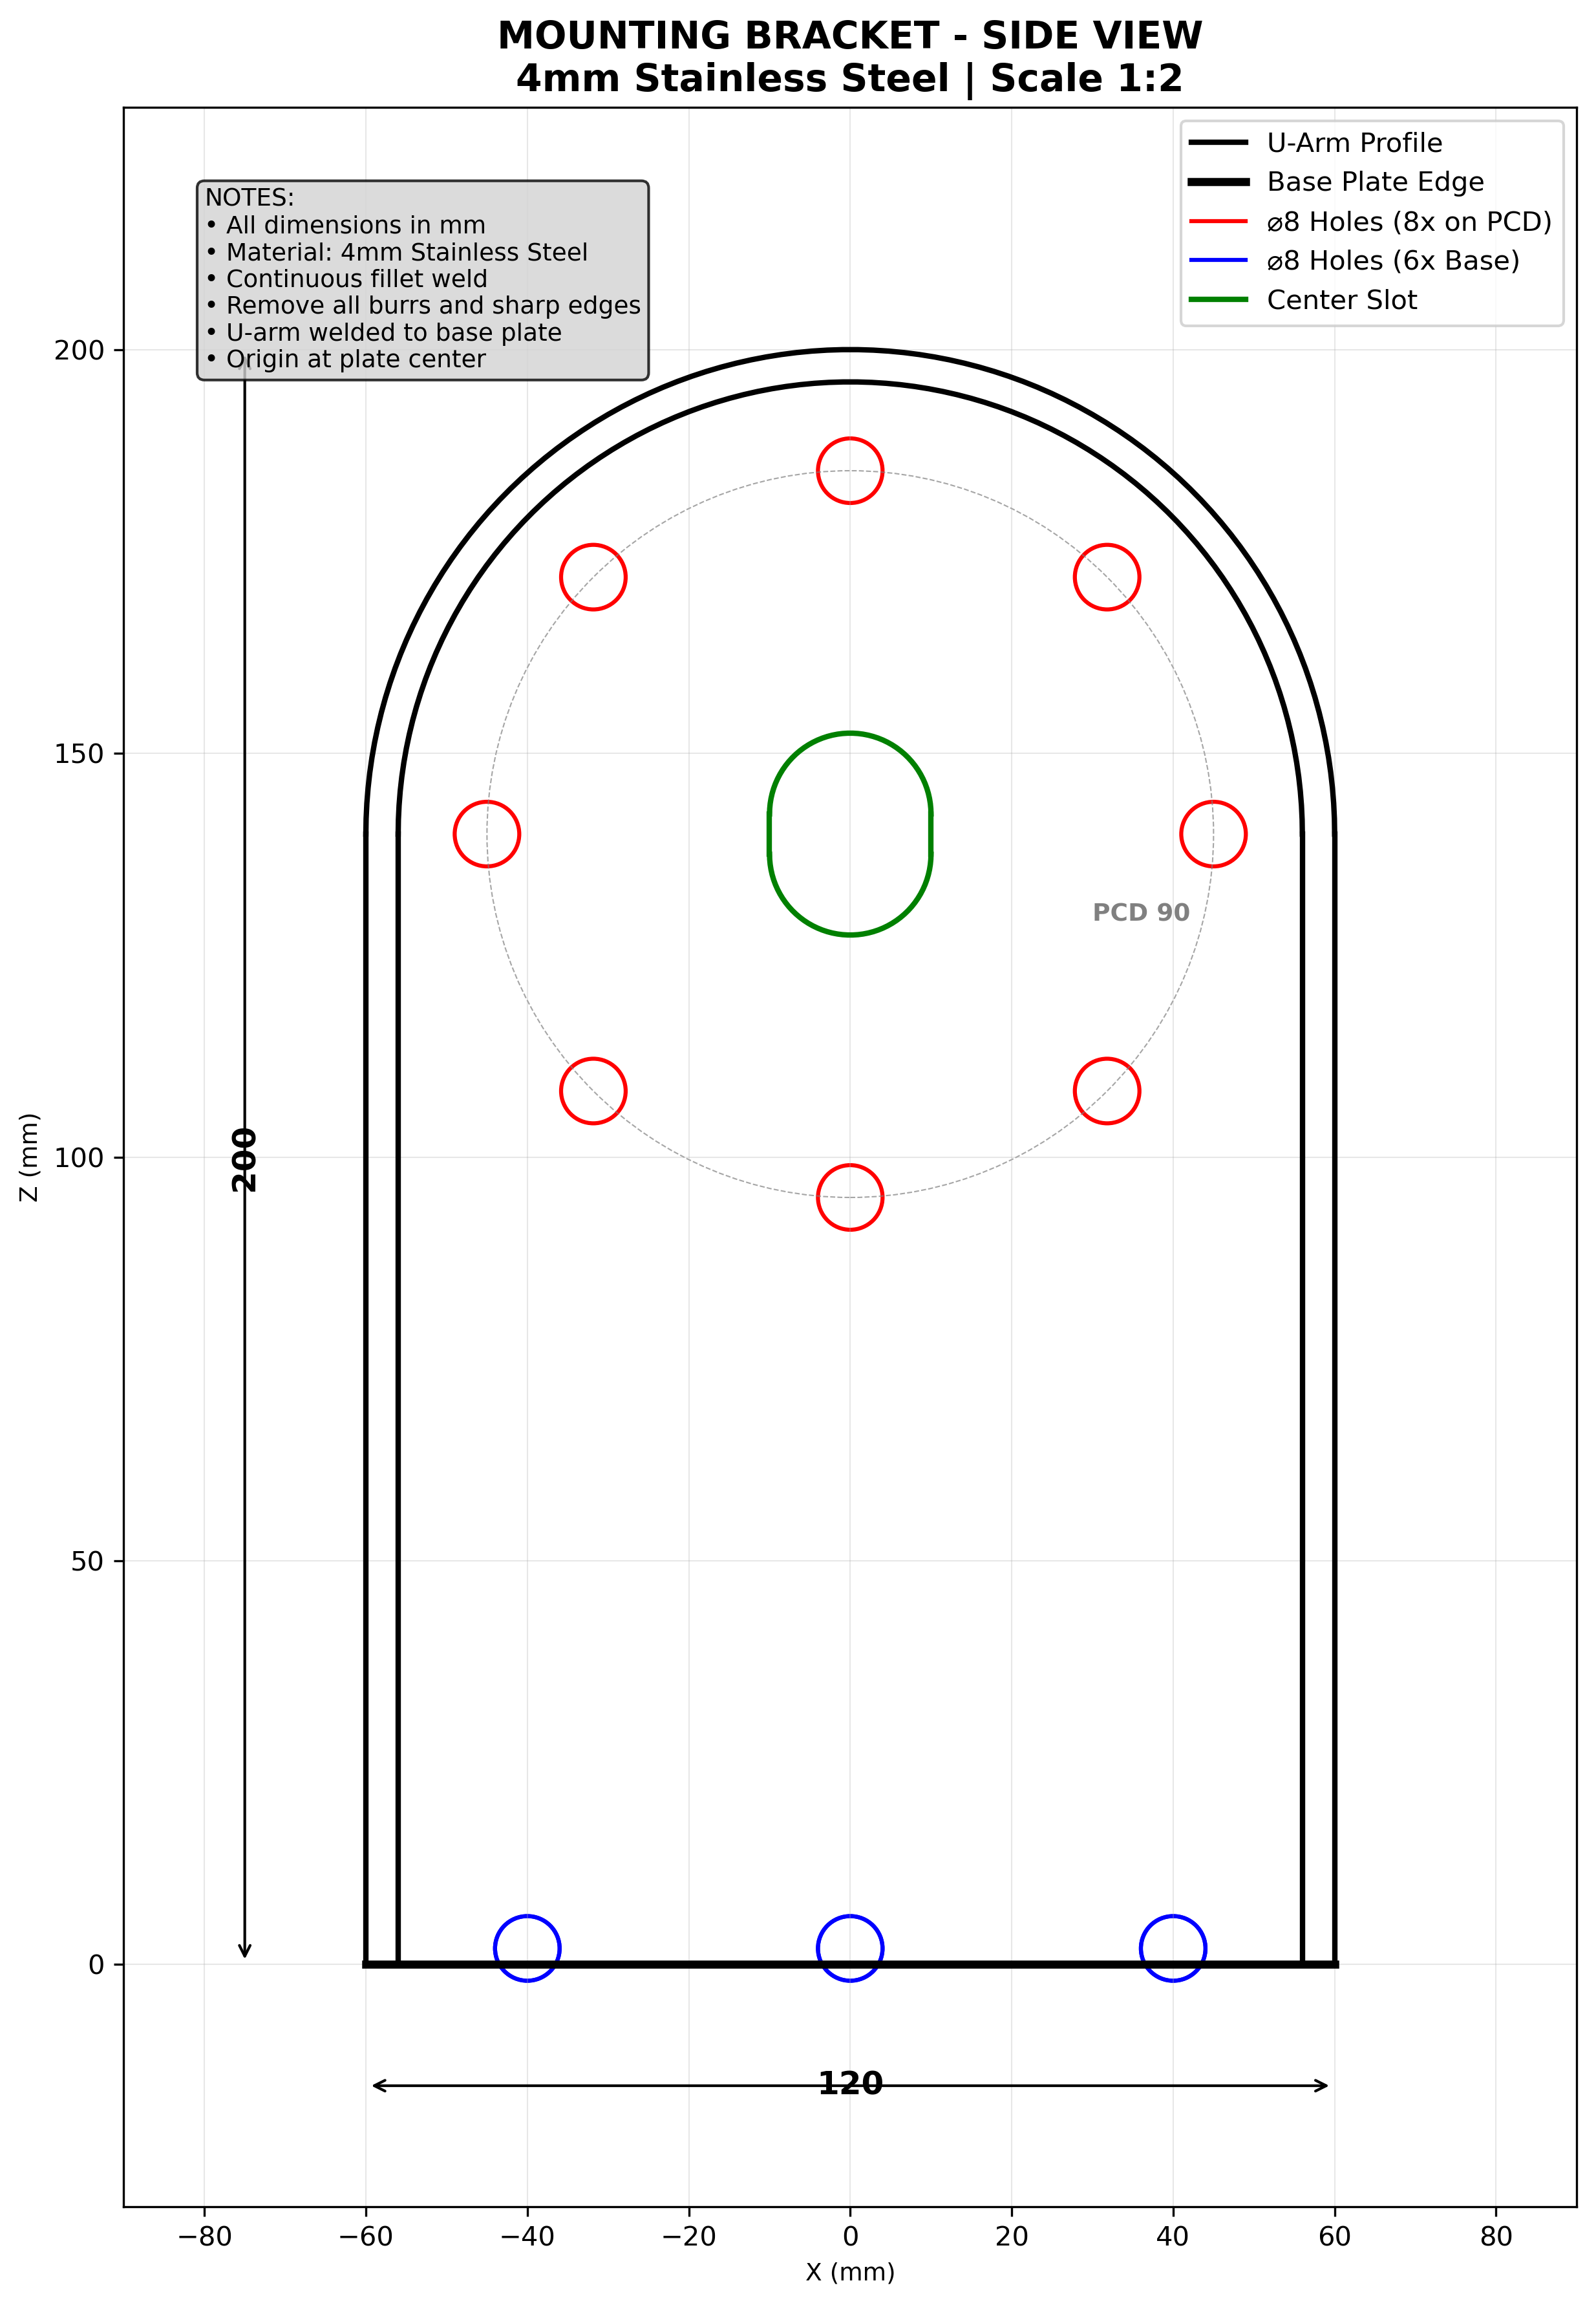 MOUNTING BRACKET - SIDE VIEW
4mm Stainless Steel | Scale 1:2
U-Arm Profile
Base Plate Edge
⌀8 Holes (8x on PCD)
⌀8 Holes (6x Base)
Center Slot
NOTES:
• All dimensions in mm
• Material: 4mm Stainless Steel
• Continuous fillet weld
• Remove all burrs and sharp edges
• U-arm welded to base plate
• Origin at plate center
200
150
100
50
0
Z (mm)
200
PCD 90
120
−80
−60
−40
−20
0
20
40
60
80
X (mm)